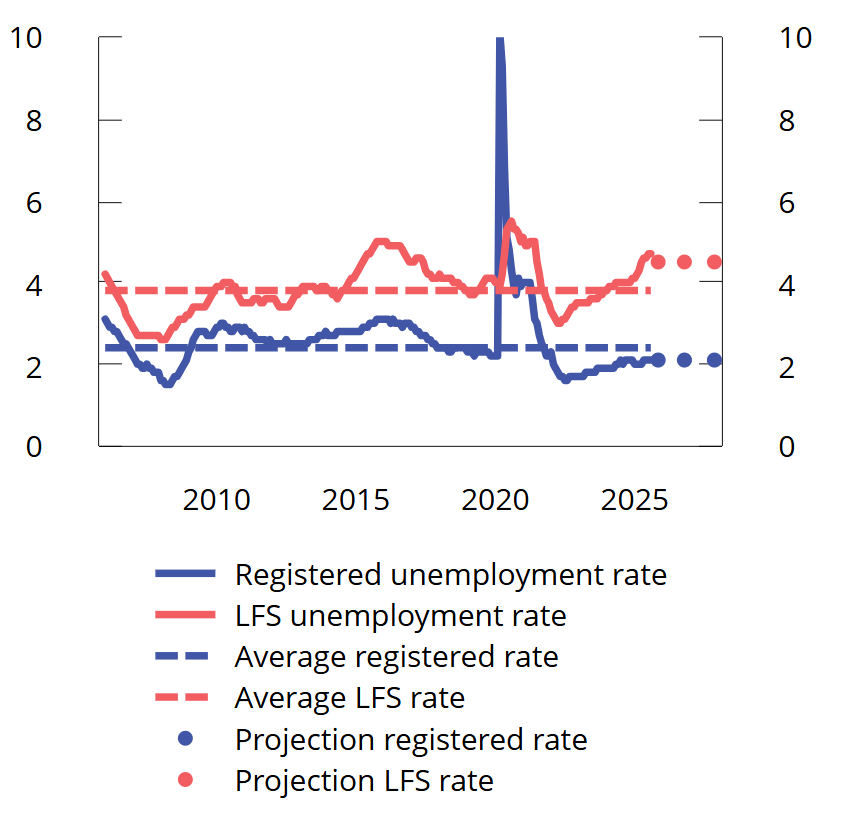 10 10
8 8
6 6
4 4
2 2
0 0
2010 2015 2020 2025
Registered unemployment rate
LFS unemployment rate
Average registered rate
Average LFS rate
Projection registered rate
Projection LFS rate